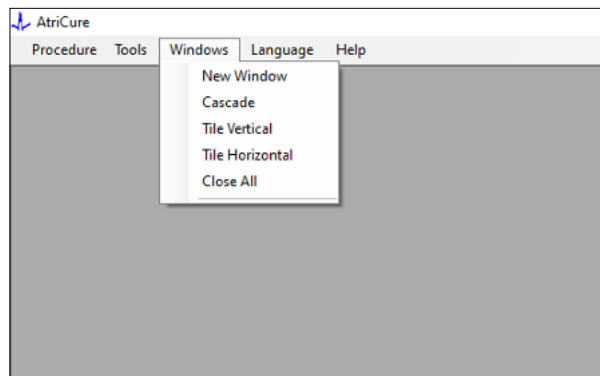 AtriCure
Procedure Tools Windows Language Help
New Window
Cascade
Tile Vertical
Tile Horizontal
Close All